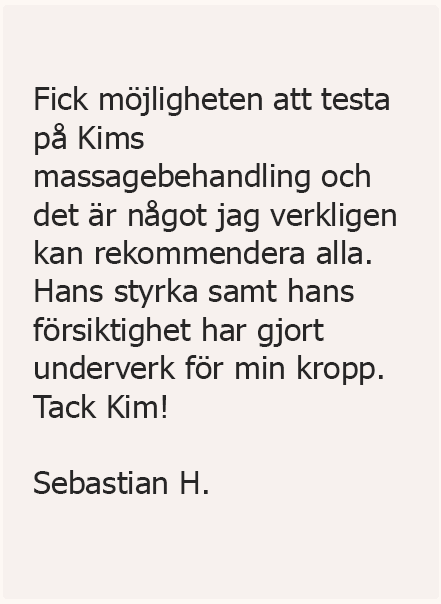 Fick möjligheten att testa
på Kims
massagebehandling och
det är något jag verkligen
kan rekommendera alla.
Hans styrka samt hans
försiktighet har gjort
underverk för min kropp.
Tack Kim!
Sebastian H.